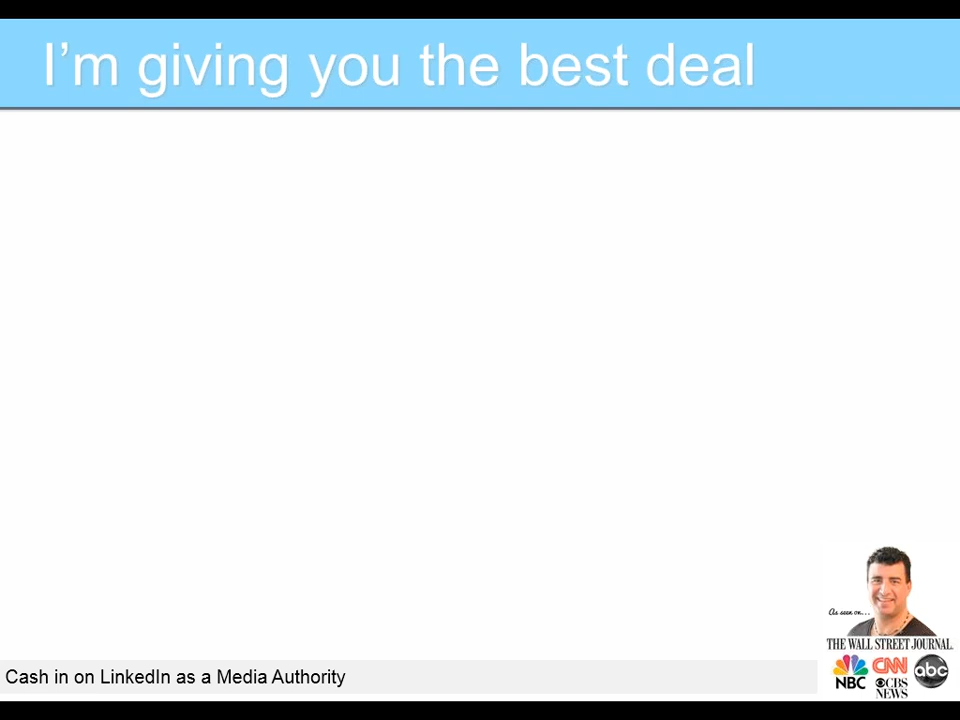 I’m giving you the best deal
As seen on...
THE WALL STREET JOURNAL.
NBC CNN abc
CBS
NEWS
Cash in on LinkedIn as a Media Authority